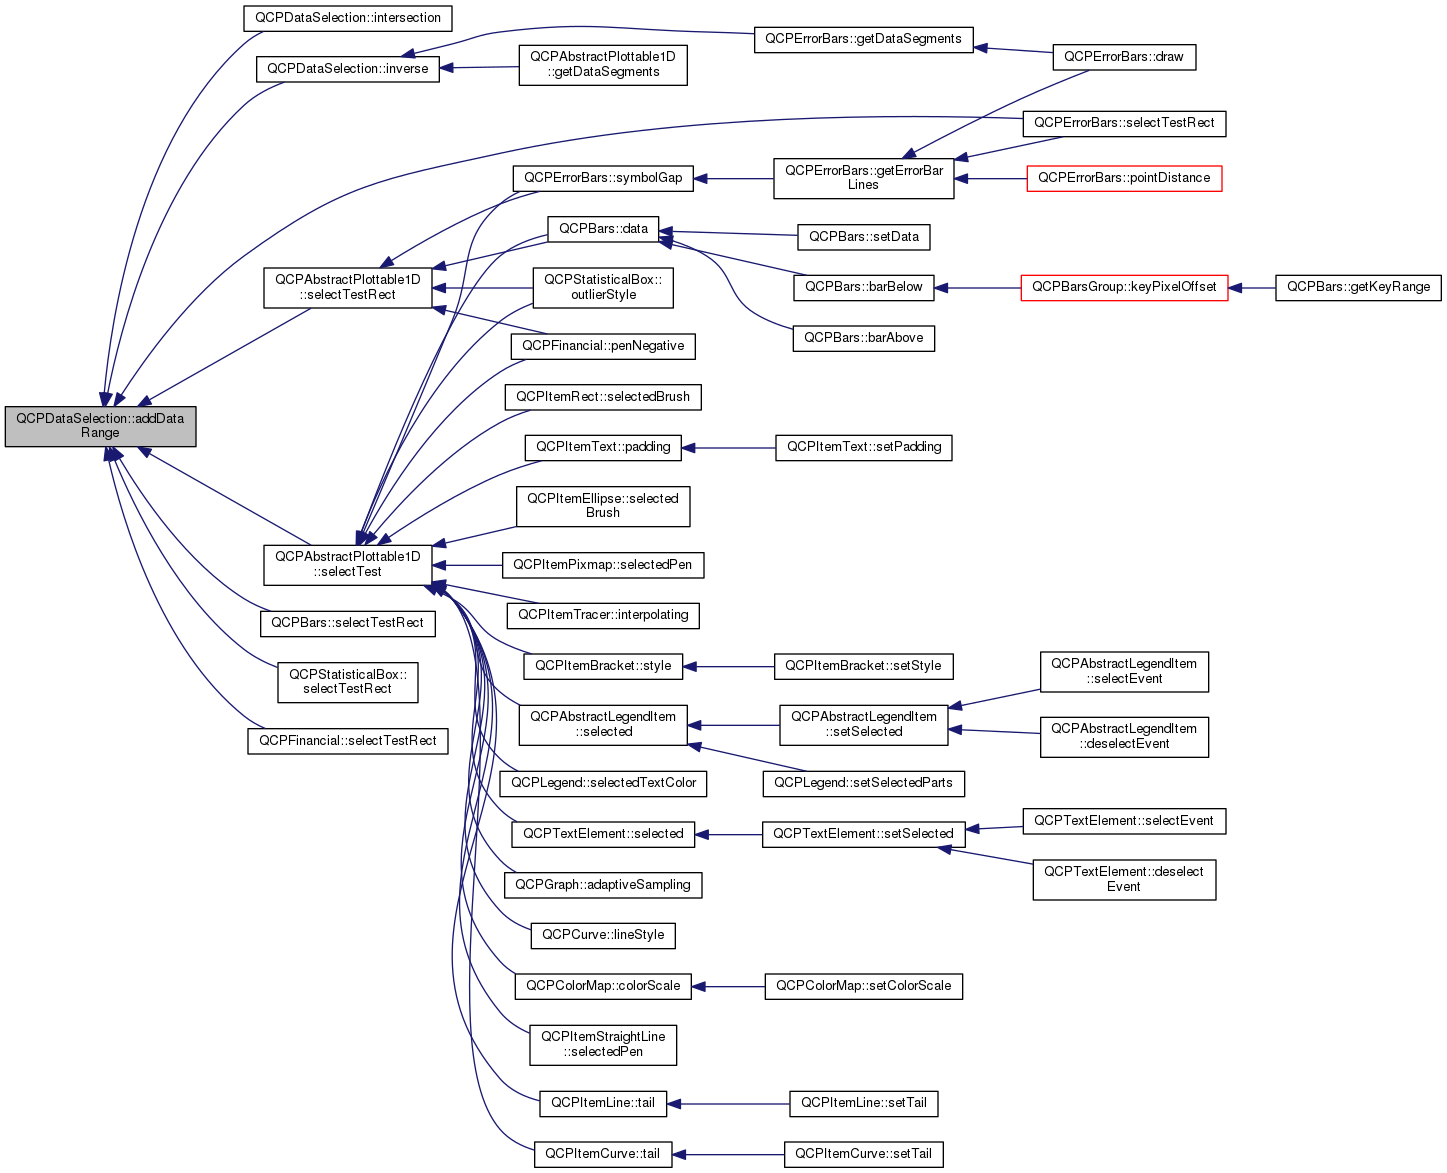 QCPDataSelection::intersection
QCPErrorBars::getDataSegments
QCPAbstractPlottable1D
::getDataSegments
QCPDataSelection::inverse
QCPErrorBars::draw
QCPErrorBars::selectTestRect
QCPErrorBars::symbolGap
QCPErrorBars::getErrorBar
Lines
QCPErrorBars::pointDistance
QCPBars::data
QCPBars::setData
QCPAbstractPlottable1D
::selectTestRect
QCPStatisticalBox::
outlierStyle
QCPBars::barBelow
QCPBarsGroup::keyPixelOffset
QCPBars::getKeyRange
QCPBars::barAbove
QCPFinancial::penNegative
QCPItemRect::selectedBrush
QCPDataSelection::addData
Range
QCPItemText::padding
QCPItemText::setPadding
QCPItemEllipse::selected
Brush
QCPAbstractPlottable1D
::selectTest
QCPItemPixmap::selectedPen
QCPItemTracer::interpolating
QCPBars::selectTestRect
QCPItemBracket::style
QCPItemBracket::setStyle
QCPAbstractLegendItem
::selectEvent
QCPStatisticalBox::
selectTestRect
QCPAbstractLegendItem
::selected
QCPAbstractLegendItem
::setSelected
QCPAbstractLegendItem
::deselectEvent
QCPFinancial::selectTestRect
QCPLegend::selectedTextColor
QCPLegend::setSelectedParts
QCPTextElement::selected
QCPTextElement::setSelected
QCPTextElement::selectEvent
QCPTextElement::deselect
Event
QCPGraph::adaptiveSampling
QCPCurve::lineStyle
QCPColorMap::colorScale
QCPColorMap::setColorScale
QCPItemStraightLine
::selectedPen
QCPItemLine::tail
QCPItemLine::setTail
QCPItemCurve::tail
QCPItemCurve::setTail